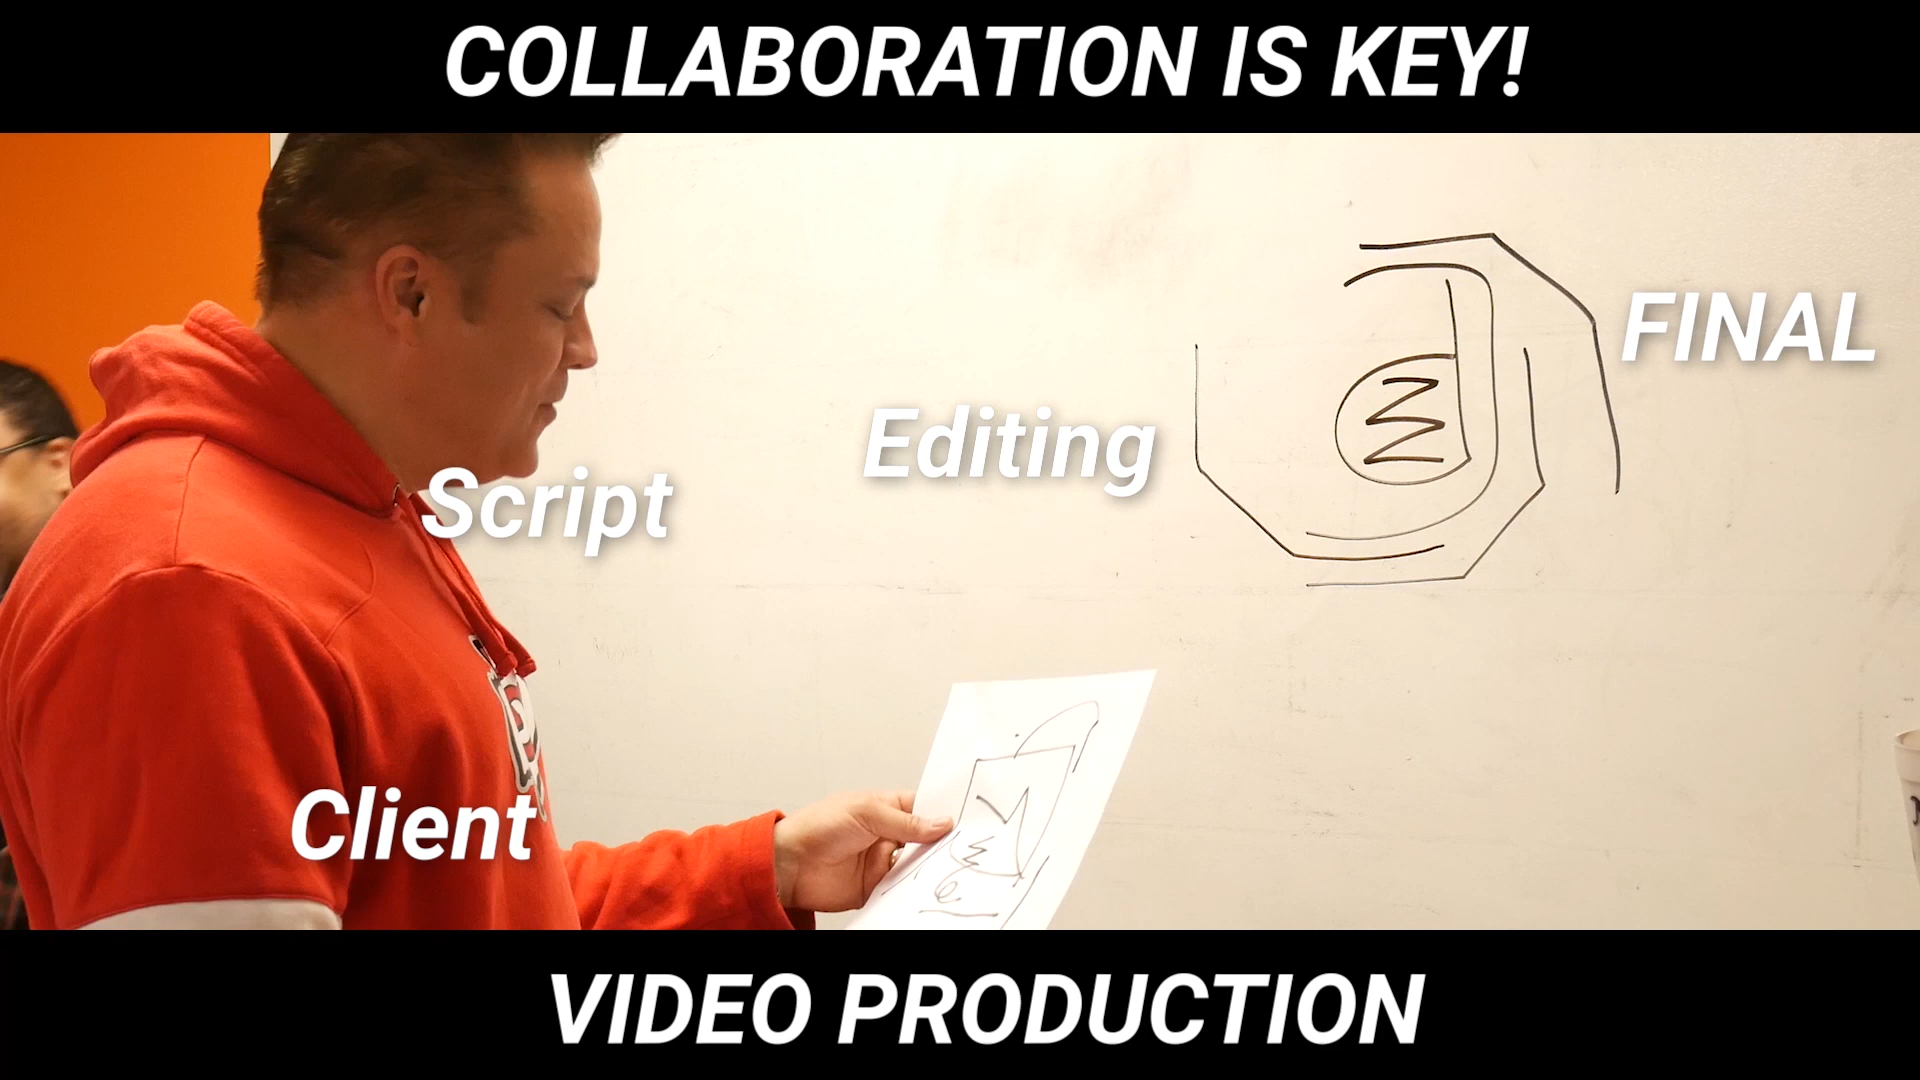 COLLABORATION IS KEY!
FINAL
Editing
Script
Client
VIDEO PRODUCTION